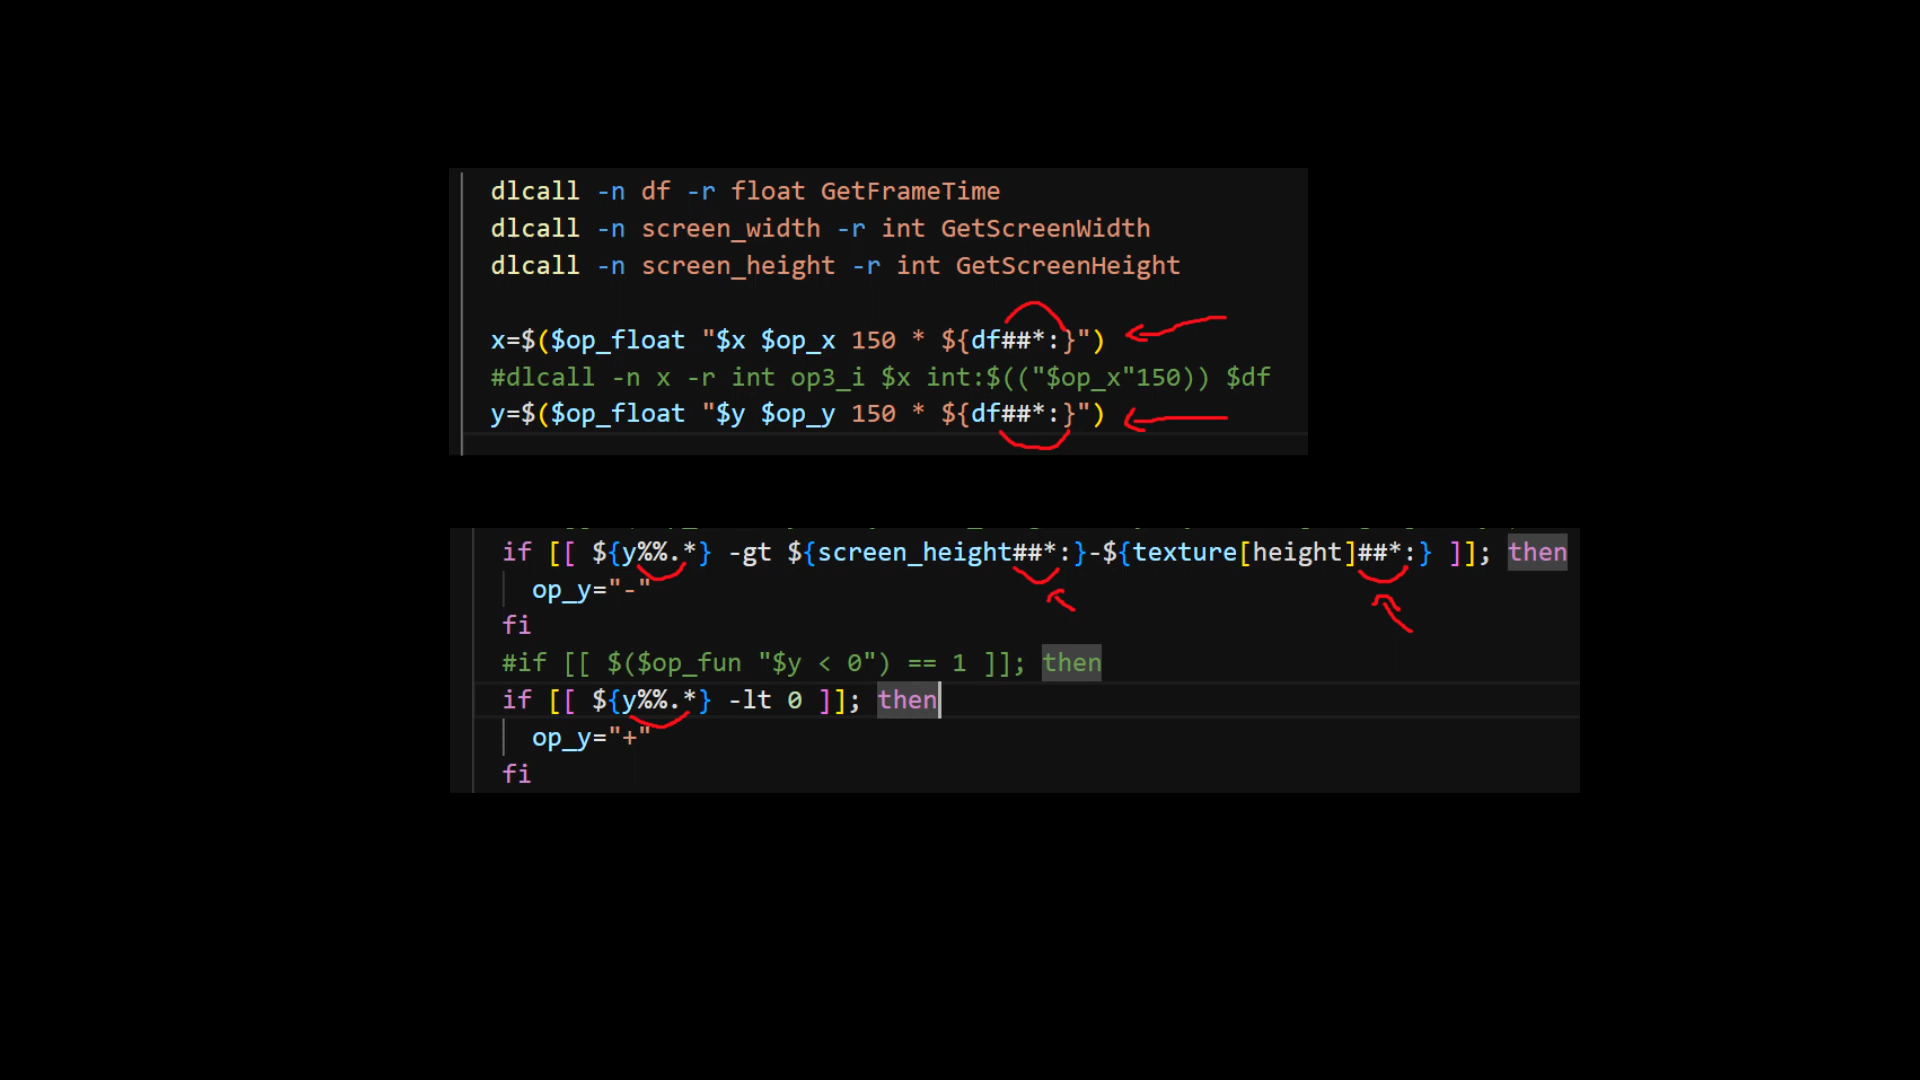 dlcall -n df -r float GetFrameTime
dlcall -n screen_width -r int GetScreenWidth
dlcall -n screen_height -r int GetScreenHeight
x=$($op_float "$x $op_x 150 * ${df##*:}")
#dlcall -n x -r int op3_i $x int:$(("$op_x"150)) $df
y=$($op_float "$y $op_y 150 * ${df##*:}")
if [[ ${y%%.*} -gt ${screen_height##*:}-${texture[height]##*:} ]]; then
op_y="-"
fi
#if [[ $($op_fun "$y < 0") == 1 ]]; then
if [[ ${y%%.*} -lt 0 ]]; then
op_y="+"
fi